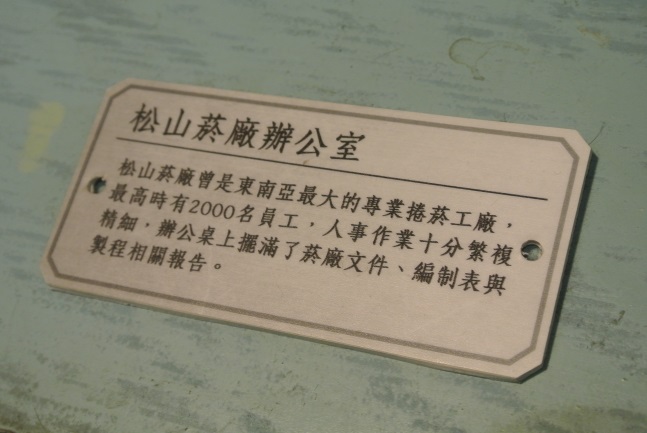 松山菸廠辦公室
松山菸廠曾是東南亞最大的專業捲菸工廠，
最高時有2000名員工，人事作業十分繁複
精細，辦公桌上擺滿了菸廠文件、編制表與
製程相關報告。